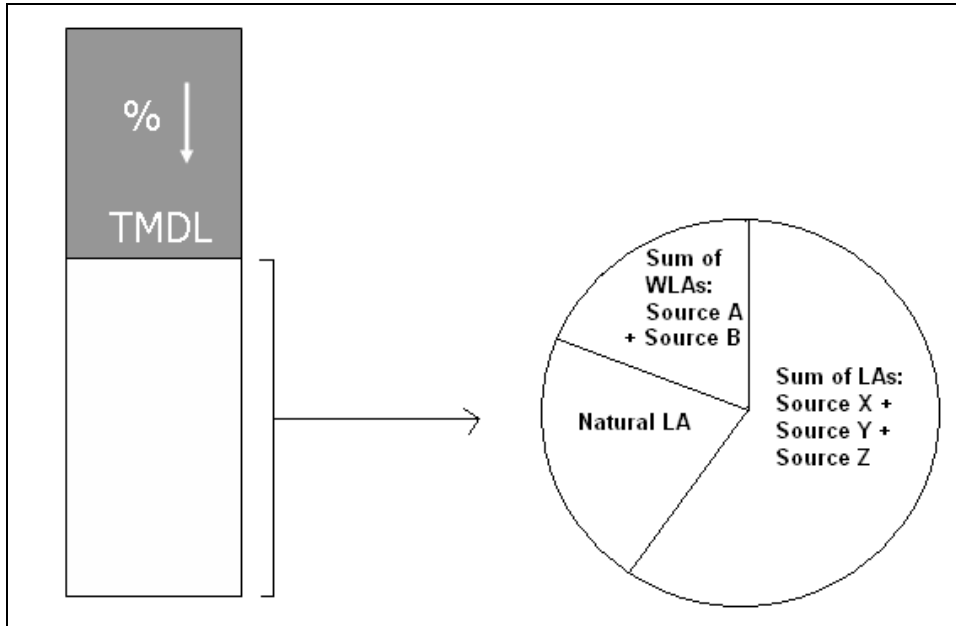 %
TMDL
Sum of
WLAs:
Source A
+ Source B
Natural LA
Sum of LAs:
Source X +
Source Y +
Source Z